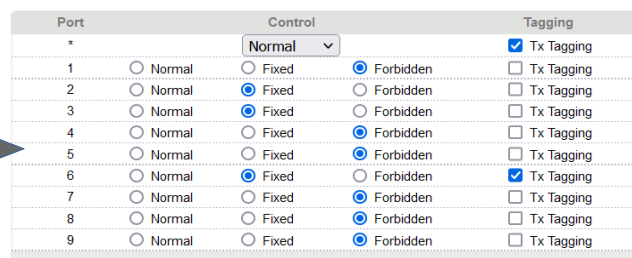 Port Control Tagging
* Normal Tx Tagging
1 Normal Fixed Forbidden Tx Tagging
2 Normal Fixed Forbidden Tx Tagging
3 Normal Fixed Forbidden Tx Tagging
4 Normal Fixed Forbidden Tx Tagging
5 Normal Fixed Forbidden Tx Tagging
6 Normal Fixed Forbidden Tx Tagging
7 Normal Fixed Forbidden Tx Tagging
8 Normal Fixed Forbidden Tx Tagging
9 Normal Fixed Forbidden Tx Tagging